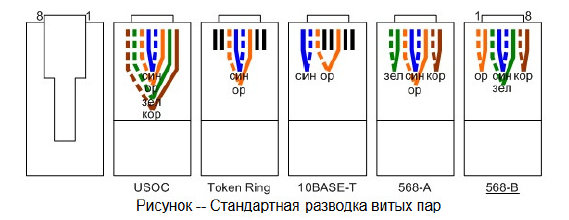 8 1 1 8
син
ор
зел
кор
син
ор
син ор
зел син кор
ор
ор син кор
зел
USOC Token Ring 10BASE-T 568-A 568-B
Рисунок -- Стандартная разводка витых пар